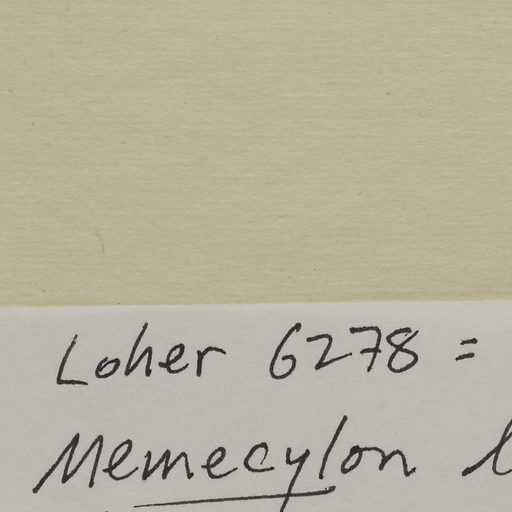 Loher 6278 =
Memecylon